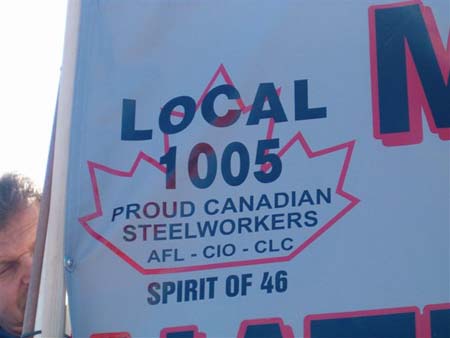 LOCAL
1005
PROUD CANADIAN
STEELWORKERS
AFL - CIO - CLC
SPIRIT OF 46